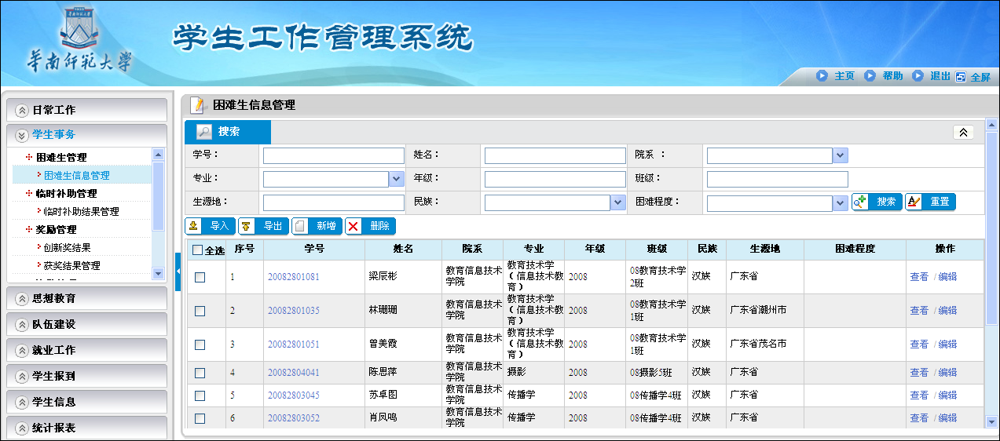 华南师范大学
学生工作管理系统
主页 帮助 退出 全屏
日常工作
学生事务
困难生管理
困难生信息管理
临时补助管理
临时补助结果管理
奖励管理
创新奖结果
获奖结果管理
思想教育
队伍建设
就业工作
学生报到
学生信息
统计报表
困难生信息管理
搜索
学号： 姓名： 院系 ：
专业： 年级： 班级：
生源地： 民族： 困难程度： 搜索 重置
导入 导出 新增 删除
全选 序号 学号 姓名 院系 专业 年级 班级 民族 生源地 困难程度 操作
1 20082801081 梁辰彬 教育信息技术学院 教育技术学（信息技术教育） 2008 08教育技术学2班 汉族 广东省 查看 / 编辑
2 20082801035 林珊珊 教育信息技术学院 教育技术学（信息技术教育） 2008 08教育技术学1班 汉族 广东省潮州市 查看 / 编辑
3 20082801051 曾美霞 教育信息技术学院 教育技术学（信息技术教育） 2008 08教育技术学1班 汉族 广东省茂名市 查看 / 编辑
4 20082804041 陈思萍 教育信息技术学院 摄影 2008 08摄影5班 汉族 广东省 查看 / 编辑
5 20082803045 苏卓图 教育信息技术学院 传播学 2008 08传播学4班 汉族 广东省 查看 / 编辑
6 20082803052 肖凤鸣 教育信息技术学院 传播学 2008 08传播学4班 汉族 广东省 查看 / 编辑